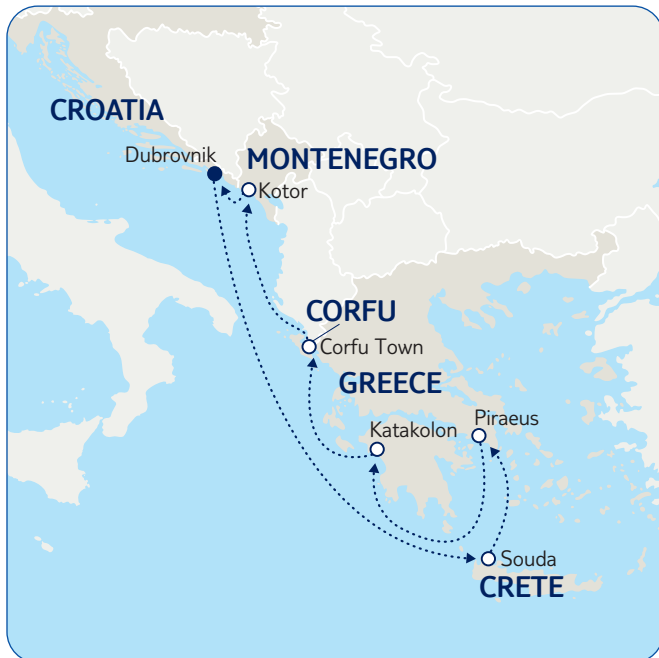 CROATIA
Dubrovnik
MONTENEGRO
Kotor
CORFU
Corfu Town
GREECE
Katakolon
Piraeus
Souda
CRETE